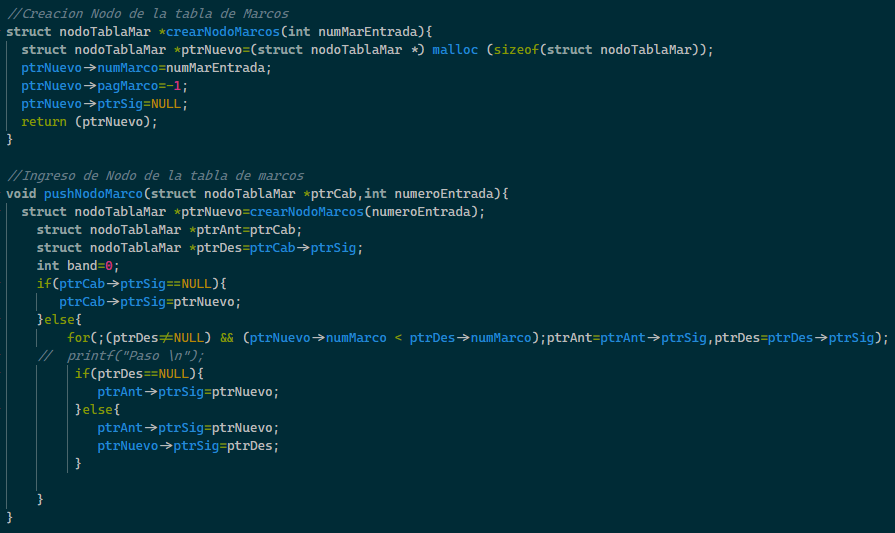 //Creacion Nodo de la tabla de Marcos
struct nodoTablaMar *crearNodoMarcos(int numMarEntrada){
struct nodoTablaMar *ptrNuevo=(struct nodoTablaMar *) malloc (sizeof(struct nodoTablaMar));
ptrNuevo->numMarco=numMarEntrada;
ptrNuevo->pagMarco=-1;
ptrNuevo->ptrSig=NULL;
return (ptrNuevo);
}
//Ingreso de Nodo de la tabla de marcos
void pushNodoMarco(struct nodoTablaMar *ptrCab,int numeroEntrada){
struct nodoTablaMar *ptrNuevo=crearNodoMarcos(numeroEntrada);
struct nodoTablaMar *ptrAnt=ptrCab;
struct nodoTablaMar *ptrDes=ptrCab->ptrSig;
int band=0;
if(ptrCab->ptrSig==NULL){
ptrCab->ptrSig=ptrNuevo;
}else{
for(;(ptrDes!=NULL) && (ptrNuevo->numMarco < ptrDes->numMarco);ptrAnt=ptrAnt->ptrSig,ptrDes=ptrDes->ptrSig);
// printf("Paso \n");
if(ptrDes==NULL){
ptrAnt->ptrSig=ptrNuevo;
}else{
ptrAnt->ptrSig=ptrNuevo;
ptrNuevo->ptrSig=ptrDes;
}
}
}